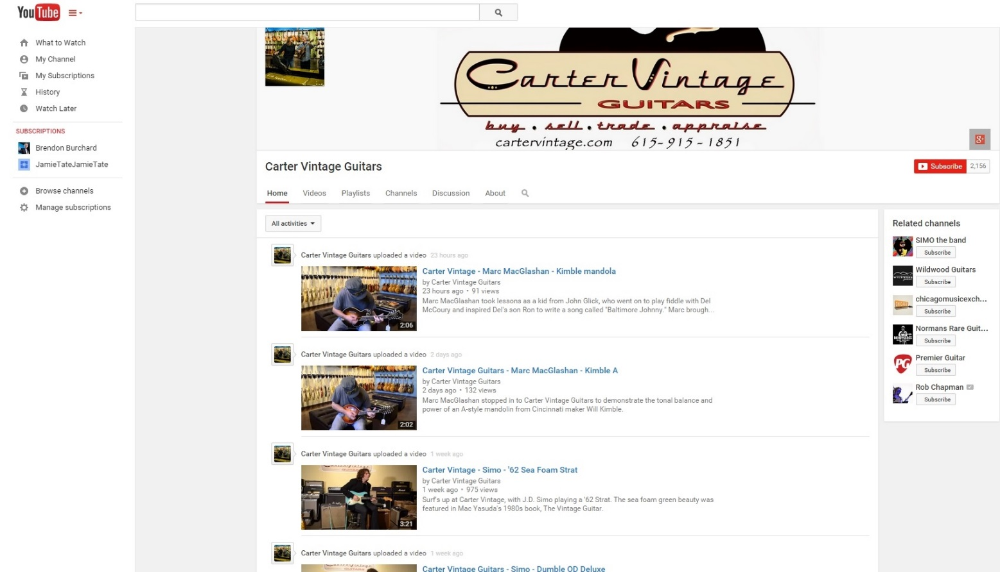 YouTube
What to Watch
My Channel
My Subscriptions
History
Watch Later
SUBSCRIPTIONS
Brendon Burchard
JamieTateJamieTate
Browse channels
Manage subscriptions
Carter Vintage
GUITARS
buy . sell . trade . appraise
cartervintage.com 615-915-1851
g+
Carter Vintage Guitars
Subscribe 2,156
Home Videos Playlists Channels Discussion About
All activities
Carter Vintage Guitars uploaded a video 23 hours ago
Carter Vintage - Marc MacGlashan - Kimble mandola
by Carter Vintage Guitars
23 hours ago • 91 views
Marc MacGlashan took lessons as a kid from John Glick, who went on to play fiddle with Del
McCoury and inspired Del's son Ron to write a song called "Baltimore Johnny." Marc brough...
2:06
Carter Vintage Guitars uploaded a video 2 days ago
Carter Vintage Guitars - Marc MacGlashan - Kimble A
by Carter Vintage Guitars
2 days ago • 132 views
Marc MacGlashan stopped in to Carter Vintage Guitars to demonstrate the tonal balance and
power of an A-style mandolin from Cincinnati maker Will Kimble.
2:02
Carter Vintage Guitars uploaded a video 1 week ago
Carter Vintage - Simo - '62 Sea Foam Strat
by Carter Vintage Guitars
1 week ago • 975 views
Surf's up at Carter Vintage, with J.D. Simo playing a '62 Strat. The sea foam green beauty was
featured in Mac Yasuda's 1980s book, The Vintage Guitar.
3:21
Carter Vintage Guitars uploaded a video 1 week ago
Carter Vintage Guitars - Simo - Dumble OD Deluxe
Related channels
SIMO the band
Subscribe
Wildwood Guitars
Subscribe
chicagomusicexch...
Subscribe
Normans Rare Guit...
Subscribe
PG
Premier Guitar
Subscribe
Rob Chapman
Subscribe